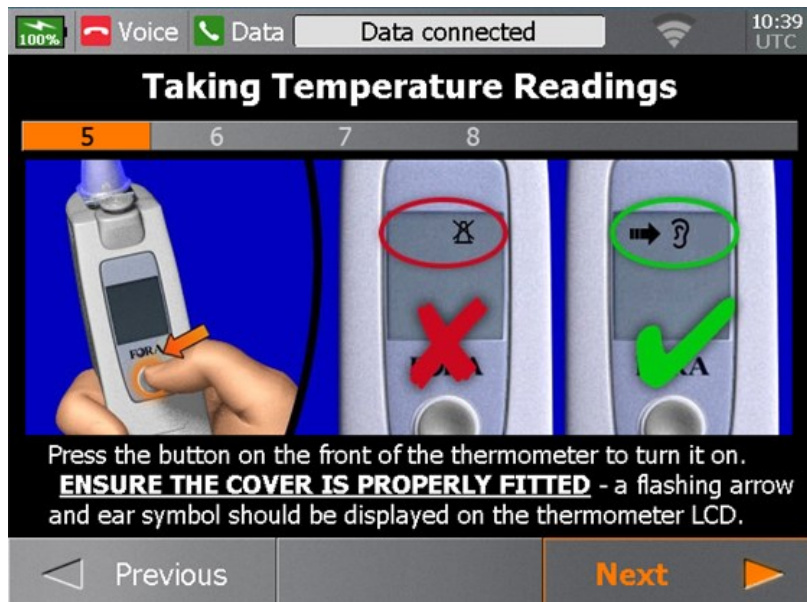 100% Voice Data Data connected 10:39
UTC
Taking Temperature Readings
5 6 7 8
FORA
Press the button on the front of the thermometer to turn it on.
ENSURE THE COVER IS PROPERLY FITTED - a flashing arrow
and ear symbol should be displayed on the thermometer LCD.
Previous Next